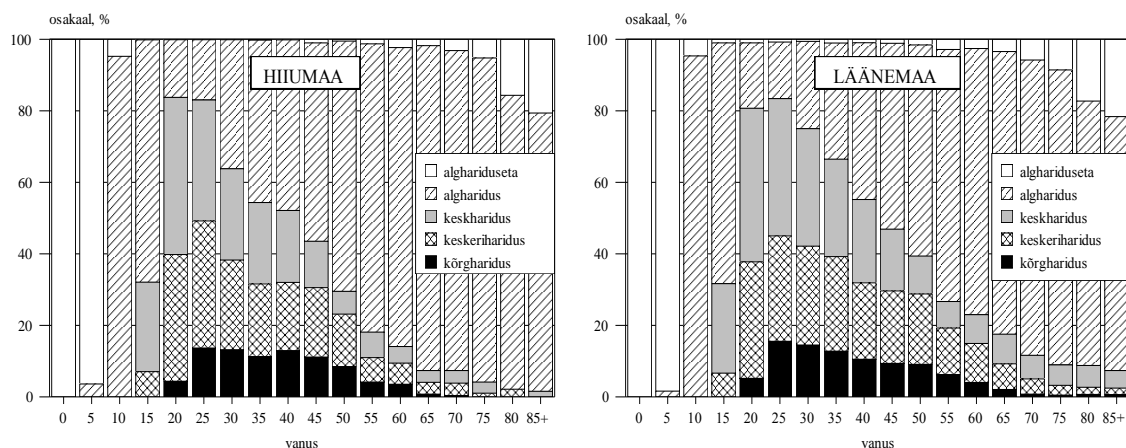 osakaal, %
100
80
60
40
20
0
HIIUMAA
alghariduseta
algharidus
keskharidus
keskeriharidus
kõrgharidus
0 5 10 15 20 25 30 35 40 45 50 55 60 65 70 75 80 85+
vanus
osakaal, %
100
80
60
40
20
0
LÄÄNEMAA
alghariduseta
algharidus
keskharidus
keskeriharidus
kõrgharidus
0 5 10 15 20 25 30 35 40 45 50 55 60 65 70 75 80 85+
vanus